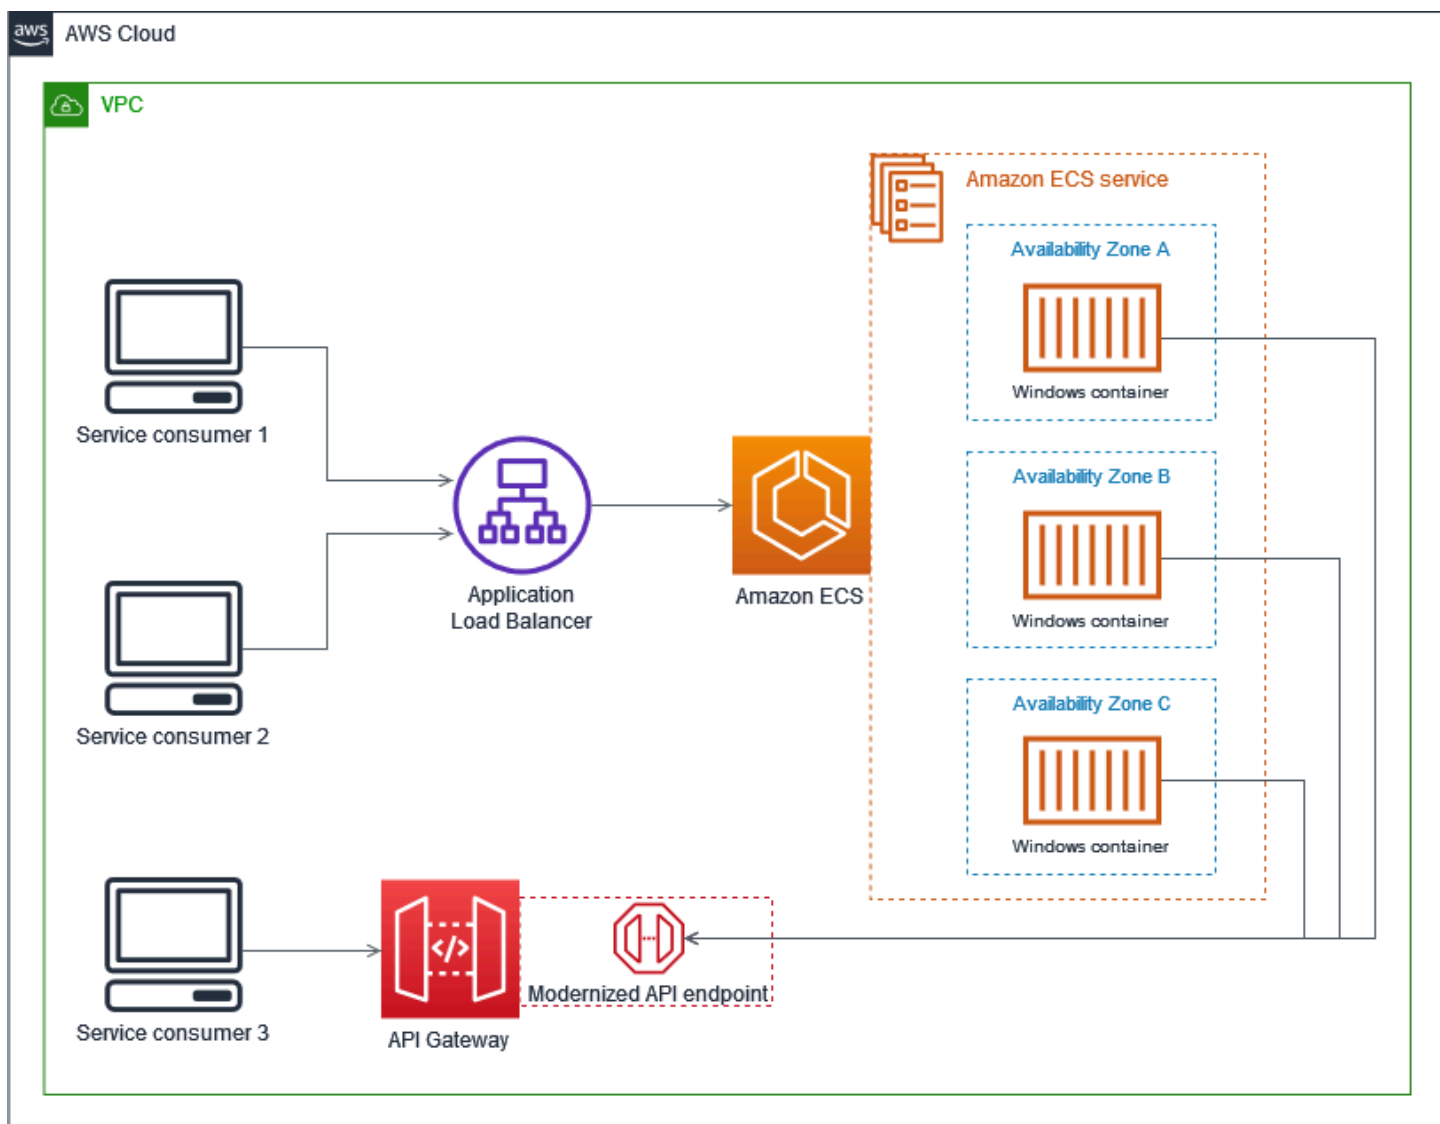 aws
AWS Cloud
VPC
Amazon ECS service
Availability Zone A
Windows container
Service consumer 1
Availability Zone B
Windows container
Application
Load Balancer
Amazon ECS
Service consumer 2
Availability Zone C
Windows container
</>
Modernized API endpoint
Service consumer 3
API Gateway